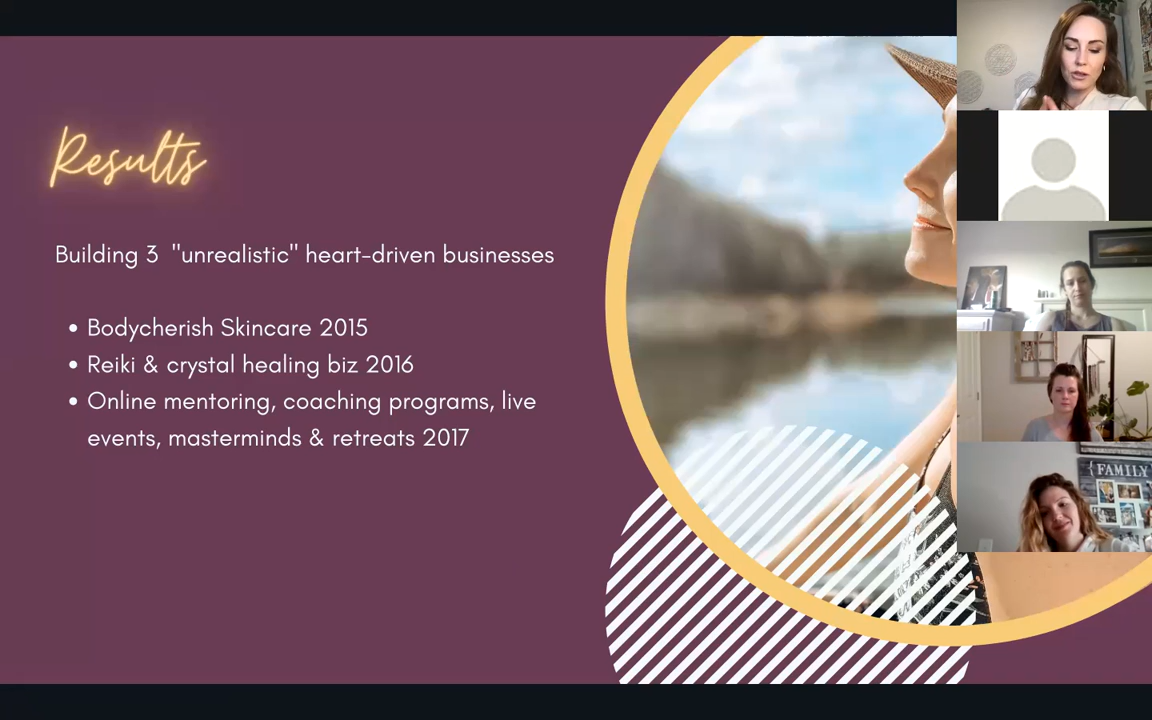 Results
Building 3 "unrealistic" heart-driven businesses
• Bodycherish Skincare 2015
• Reiki & crystal healing biz 2016
• Online mentoring, coaching programs, live
events, masterminds & retreats 2017
{FAMILY